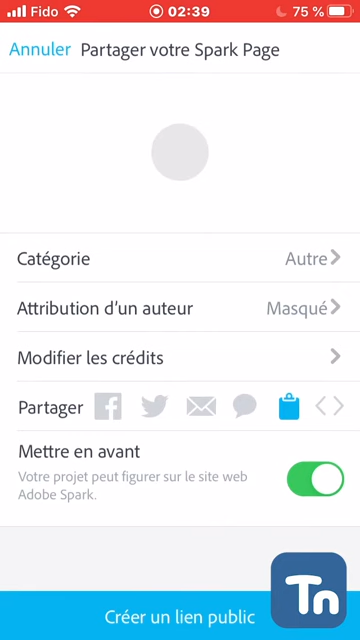 Fido 02:39 75 %
Annuler Partager votre Spark Page
Catégorie Autre
Attribution d'un auteur Masqué
Modifier les crédits
Partager
Mettre en avant
Votre projet peut figurer sur le site web
Adobe Spark.
Créer un lien public
Tn